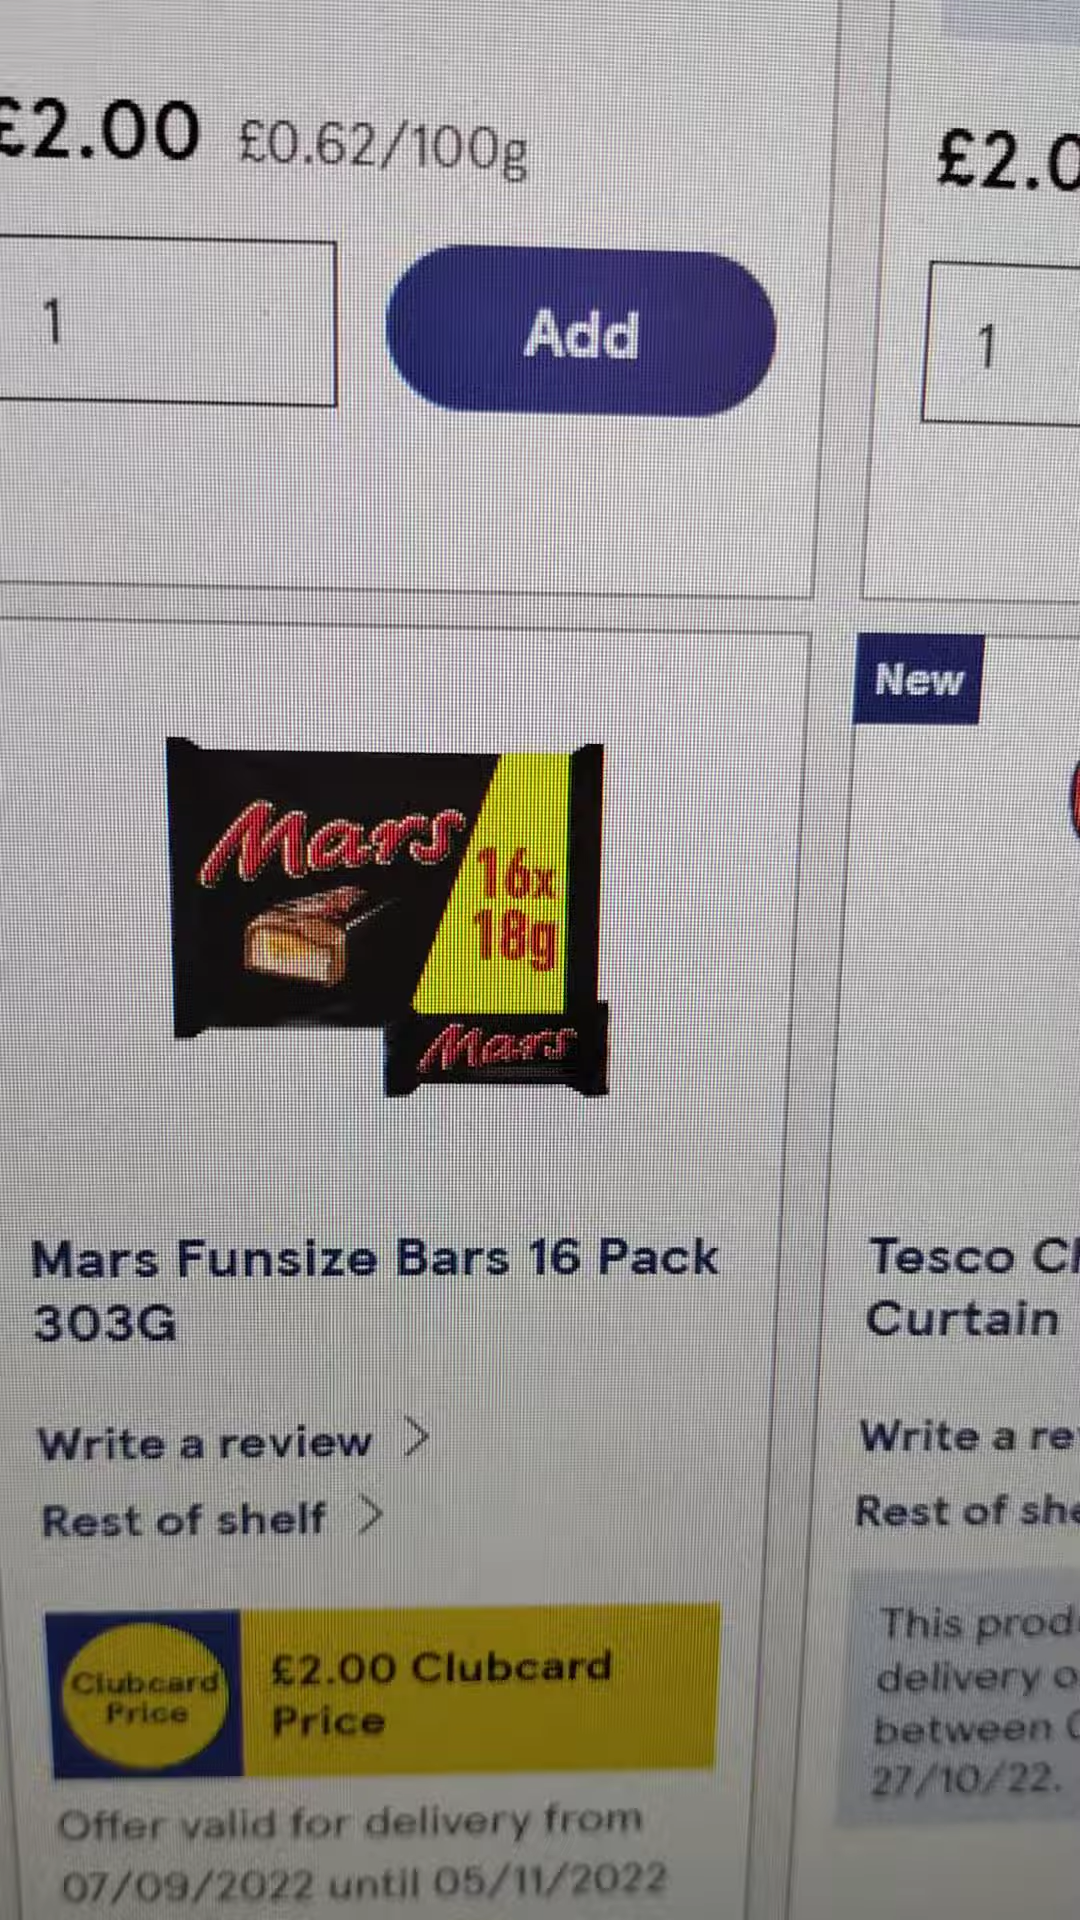 £2.00 £0.62/100g
1
Add
£2.0
1
New
Mars
16x
18g
Mars
Mars Funsize Bars 16 Pack
303G
Write a review
Rest of shelf
Clubcard
Price
£2.00 Clubcard
Price
Offer valid for delivery from
07/09/2022 until 05/11/2022
Tesco
Curtain
Write a
Rest of
This
delivery
between
27/10/22.